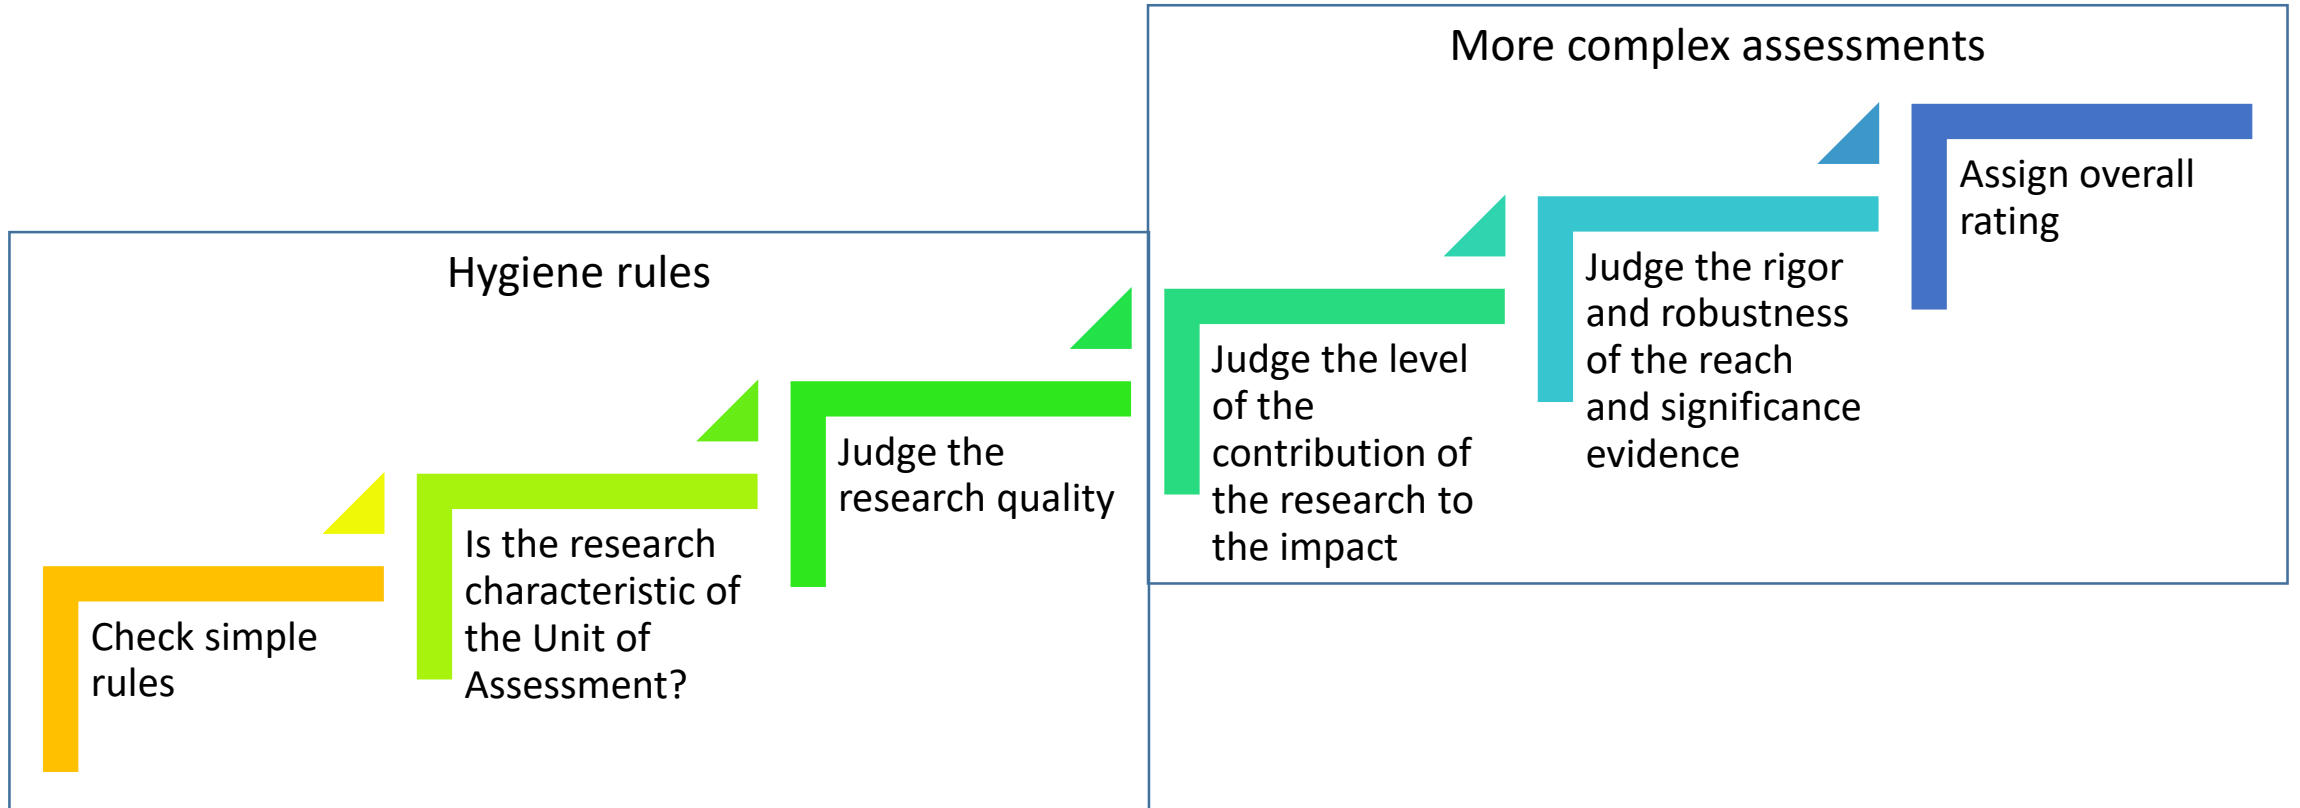 Hygiene rules
Check simple
rules
Is the research
characteristic of
the Unit of
Assessment?
Judge the
research quality
More complex assessments
Judge the level
of the
contribution of
the research to
the impact
Judge the rigor
and robustness
of the reach
and significance
evidence
Assign overall
rating